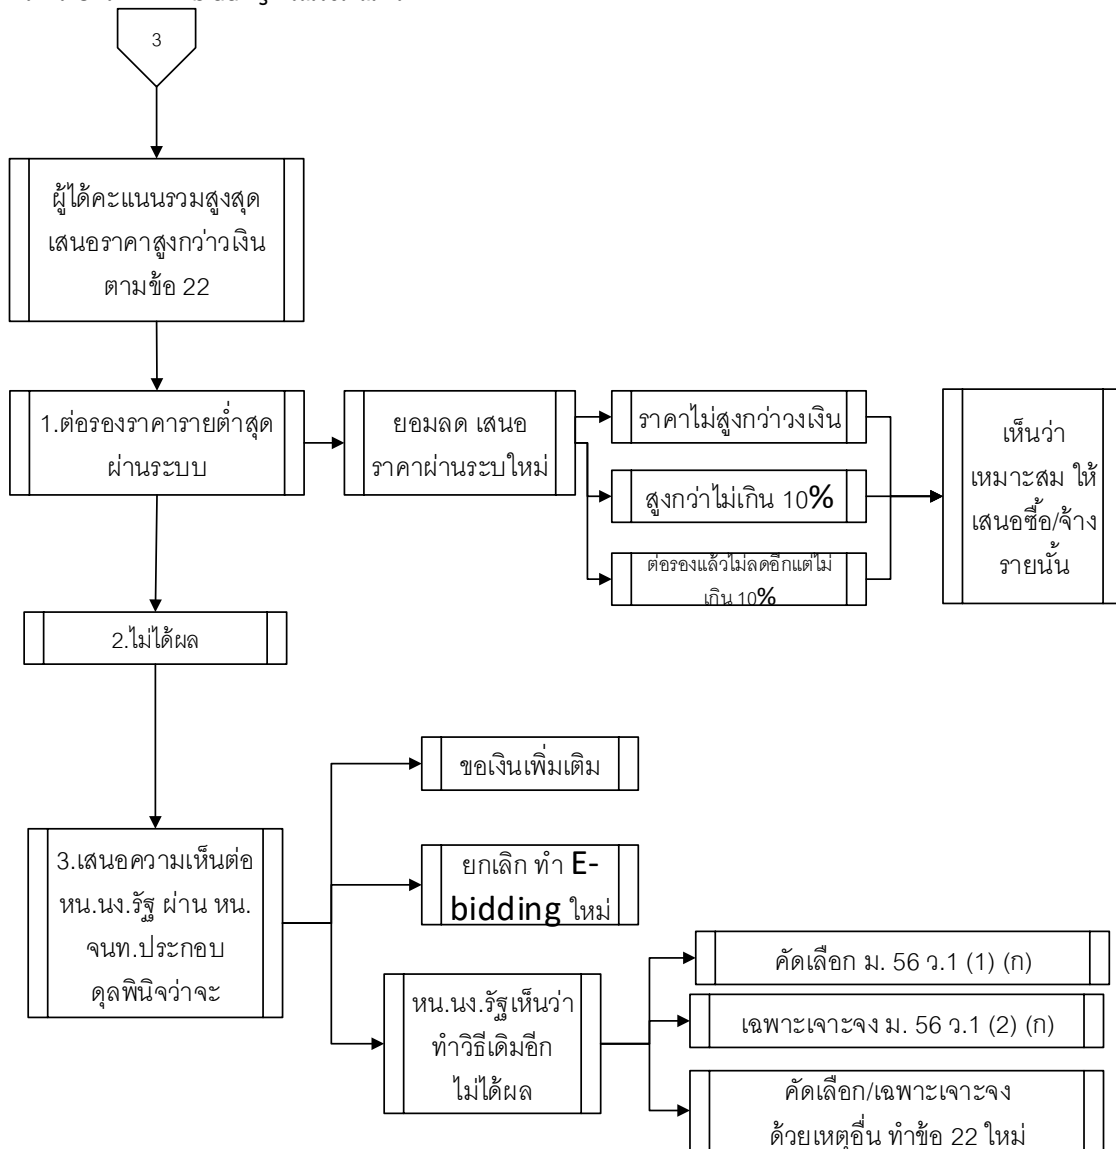 3
ผู้ได้คะแนนรวมสูงสุด
เสนอราคาสูงกว่าวเงิน
ตามข้อ 22
1.ต่อรองราคารายต่ำสุด
ผ่านระบบ
ยอมลด เสนอ
ราคาผ่านระบใหม่
ราคาไม่สูงกว่าวงเงิน
สูงกว่าไม่เกิน 10%
ต่อรองแล้วไม่ลดอีกแต่ไม่
เกิน 10%
เห็นว่า
เหมาะสม ให้
เสนอซื้อ/จ้าง
รายนั้น
2.ไม่ได้ผล
3.เสนอความเห็นต่อ
หน.นง.รัฐ ผ่าน หน.
จนท.ประกอบ
ดุลพินิจว่าจะ
ขอเงินเพิ่มเติม
ยกเลิก ทำ E-
bidding ใหม่
หน.นง.รัฐเห็นว่า
ทำวิธีเดิมอีก
ไม่ได้ผล
คัดเลือก ม. 56 ว.1 (1) (ก)
เฉพาะเจาะจง ม. 56 ว.1 (2) (ก)
คัดเลือก/เฉพาะเจาะจง
ด้วยเหตุอื่น ทำข้อ 22 ใหม่